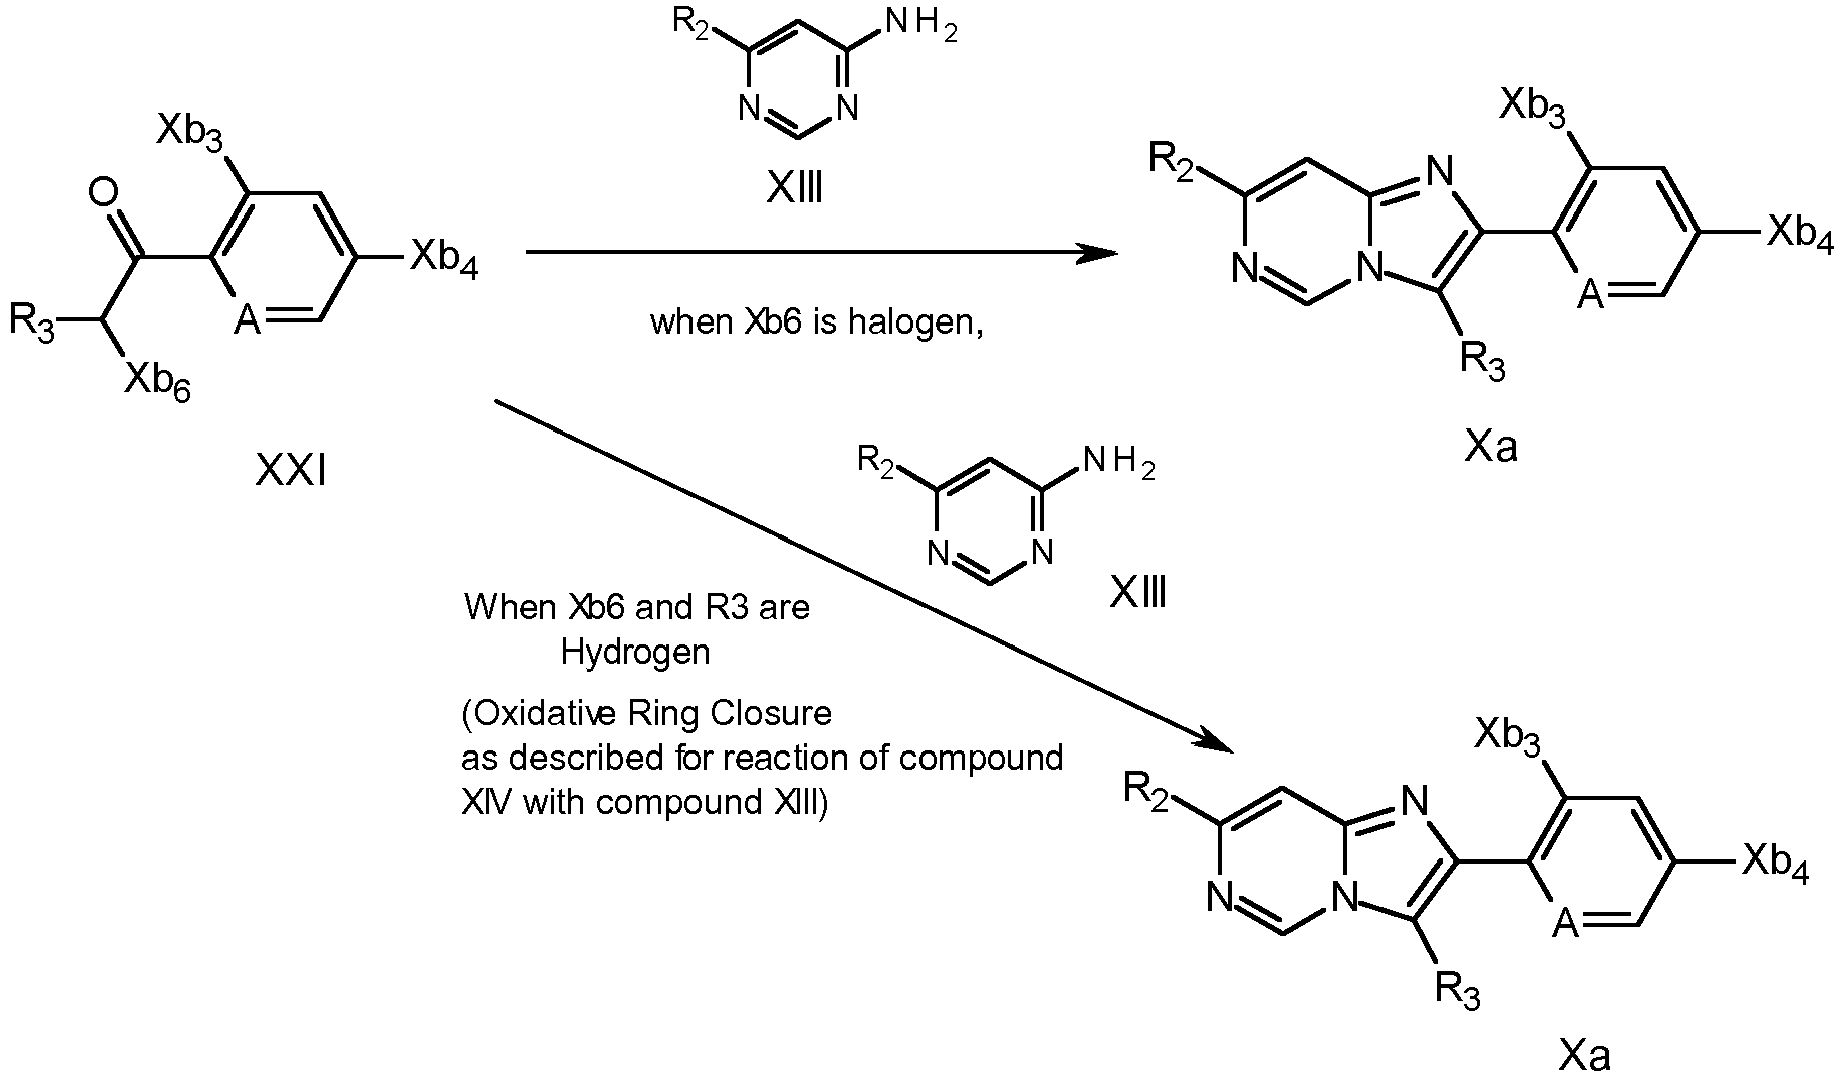 R2
NH2
N
N
XIII
Xb3
O
Xb4
R3
A
Xb6
XXI
when Xb6 is halogen,
Xb3
R2
N
Xb4
N
N
A
R3
Xa
R2
NH2
N
N
XIII
When Xb6 and R3 are
Hydrogen
(Oxidative Ring Closure
as described for reaction of compound
XIV with compound XIII)
Xb3
R2
N
Xb4
N
N
A
R3
Xa